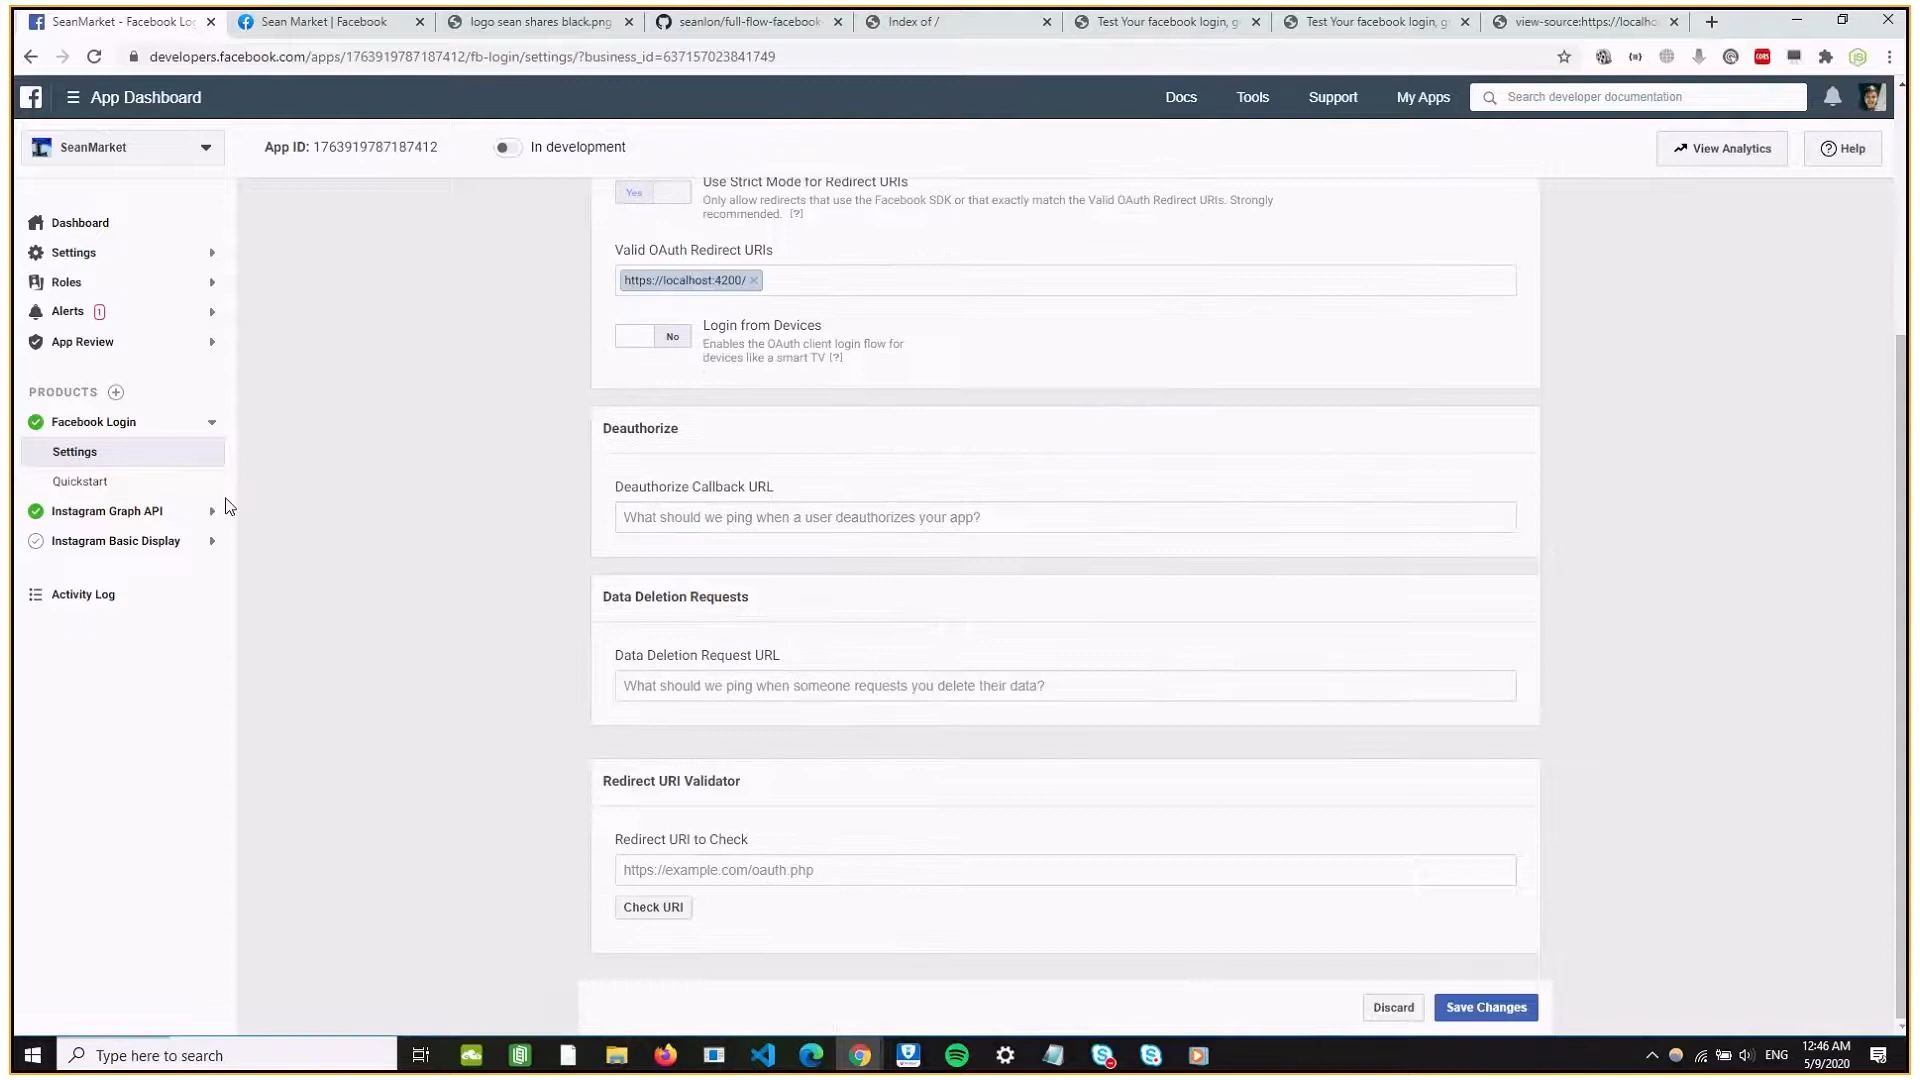 SeanMarket - Facebook Lo
Sean Market | Facebook
logo sean shares black.png
seanlon/full-flow-facebook-
Index of /
Test Your facebook login, g
Test Your facebook login, g
view-source:https://localho
developers.facebook.com/apps/1763919787187412/fb-login/settings/?business_id=637157023841749
App Dashboard
Docs
Tools
Support
My Apps
Search developer documentation
SeanMarket
App ID: 1763919787187412
In development
View Analytics
Help
Dashboard
Settings
Roles
Alerts 1
App Review
PRODUCTS
Facebook Login
Settings
Quickstart
Instagram Graph API
Instagram Basic Display
Activity Log
Yes
Use Strict Mode for Redirect URIs
Only allow redirects that use the Facebook SDK or that exactly match the Valid OAuth Redirect URIs. Strongly
recommended. [?]
Valid OAuth Redirect URIs
https://localhost:4200/
No
Login from Devices
Enables the OAuth client login flow for
devices like a smart TV [?]
Deauthorize
Deauthorize Callback URL
What should we ping when a user deauthorizes your app?
Data Deletion Requests
Data Deletion Request URL
What should we ping when someone requests you delete their data?
Redirect URI Validator
Redirect URI to Check
https://example.com/oauth.php
Check URI
Discard
Save Changes
Type here to search
ENG
12:46 AM
5/9/2020